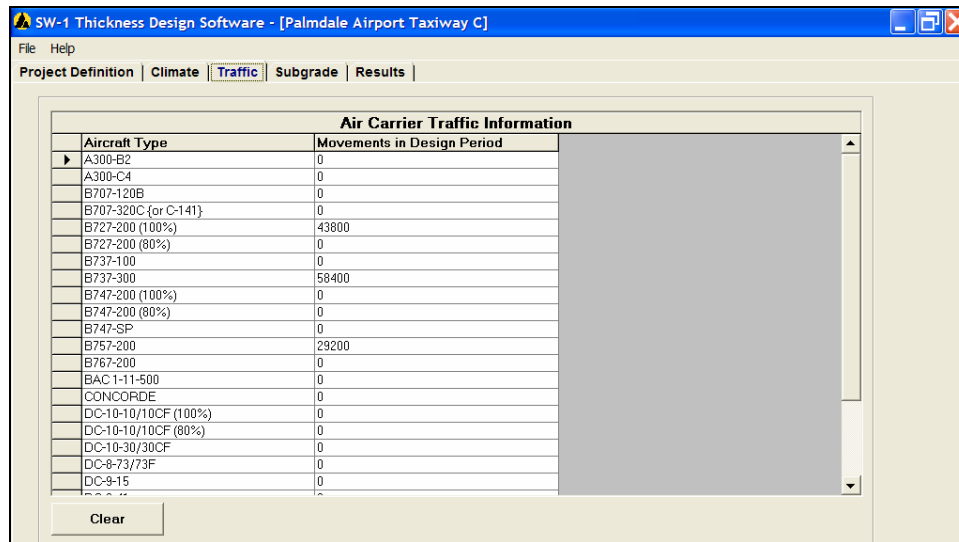 SW-1 Thickness Design Software - [Palmdale Airport Taxiway C]
File Help
Project Definition | Climate | Traffic | Subgrade | Results |
Air Carrier Traffic Information
Aircraft Type Movements in Design Period
A300-B2 0
A300-C4 0
B707-120B 0
B707-320C {or C-141} 0
B727-200 (100%) 43800
B727-200 (80%) 0
B737-100 0
B737-300 58400
B747-200 (100%) 0
B747-200 (80%) 0
B747-SP 0
B757-200 29200
B767-200 0
BAC 1-11-500 0
CONCORDE 0
DC-10-10/10CF (100%) 0
DC-10-10/10CF (80%) 0
DC-10-30/30CF 0
DC-8-73/73F 0
DC-9-15 0
Clear